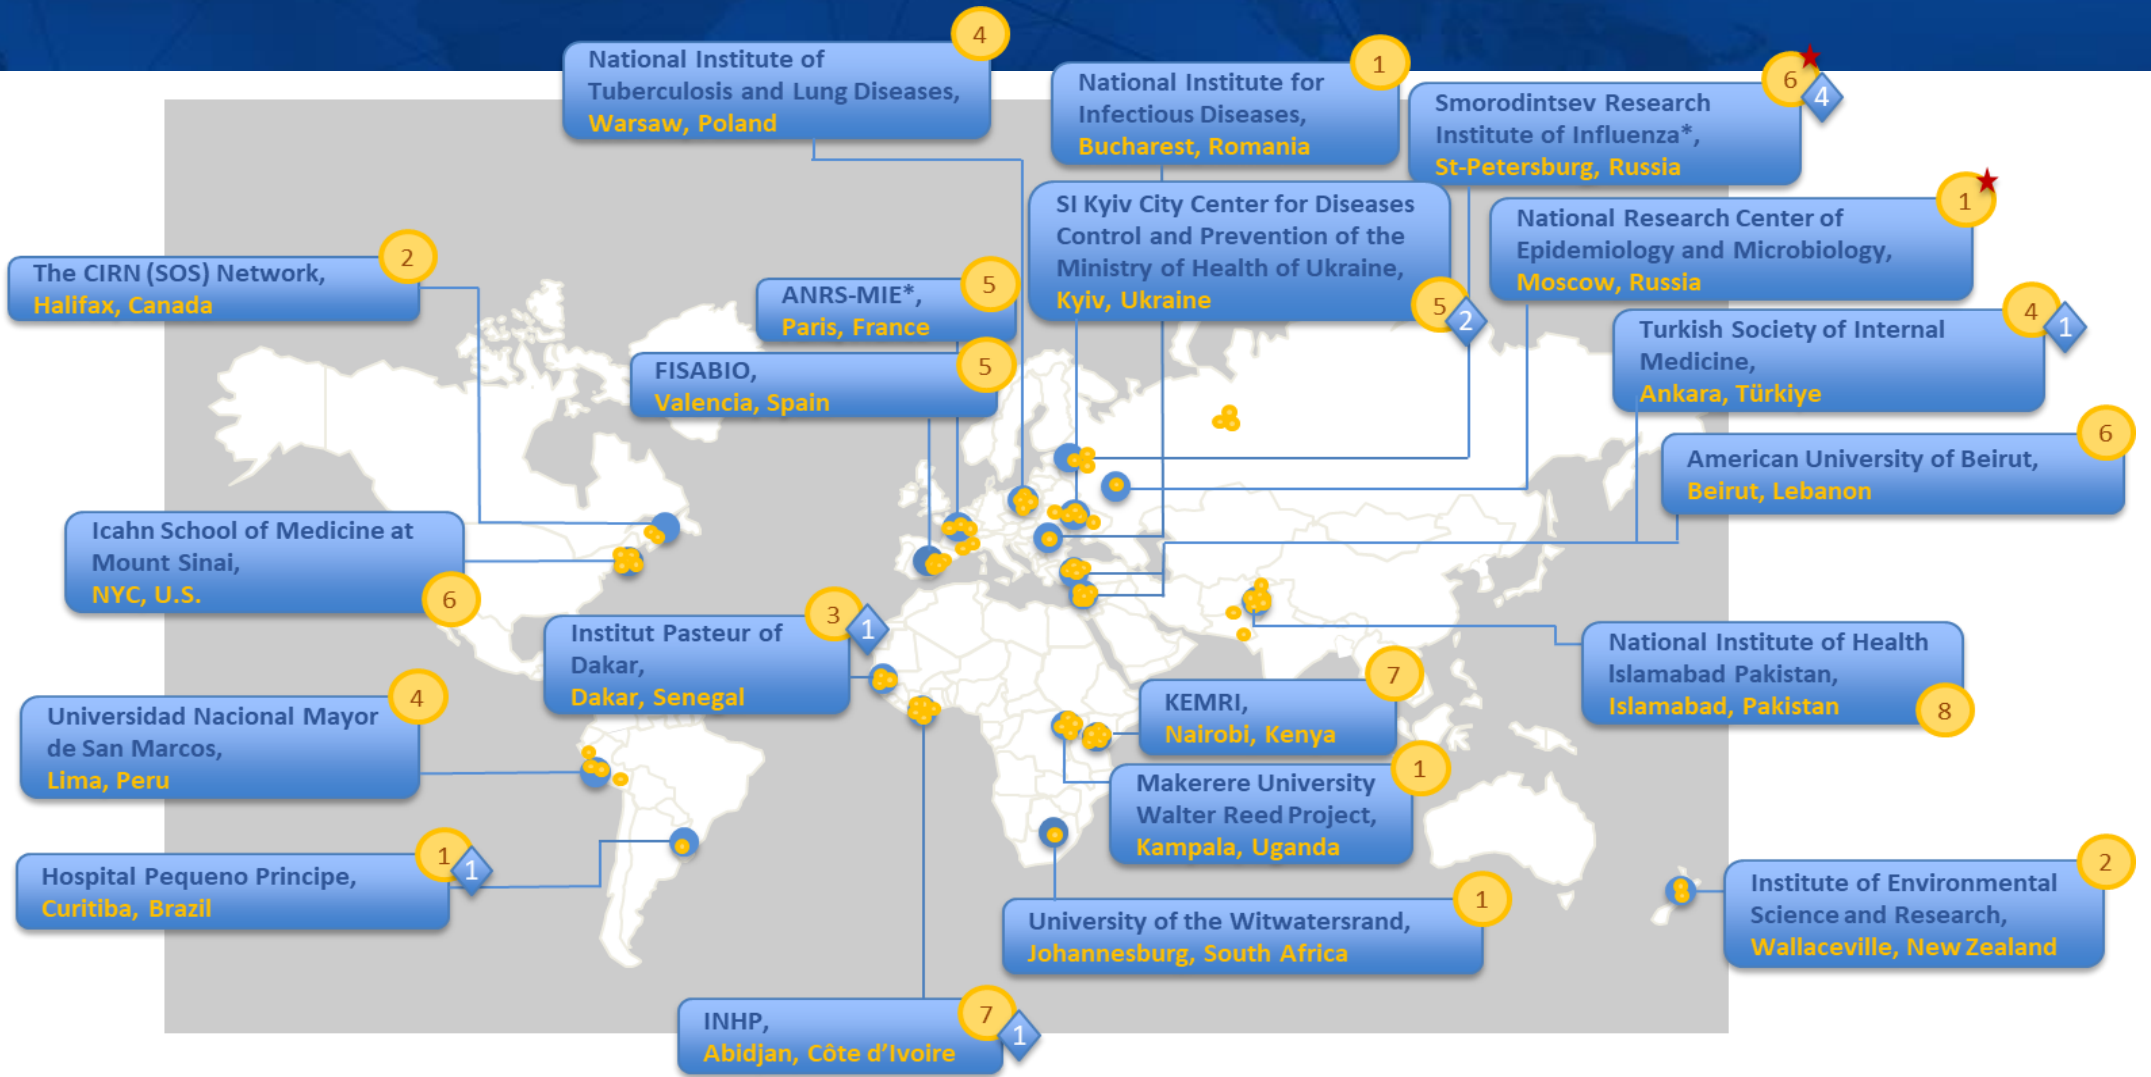 4
National Institute of
Tuberculosis and Lung Diseases,
Warsaw, Poland
1
National Institute for
Infectious Diseases,
Bucharest, Romania
6
4
Smorodintsev Research
Institute of Influenza*,
St-Petersburg, Russia
1
National Research Center of
Epidemiology and Microbiology,
Moscow, Russia
SI Kyiv City Center for Diseases
Control and Prevention of the
Ministry of Health of Ukraine,
Kyiv, Ukraine
5
2
2
The CIRN (SOS) Network,
Halifax, Canada
5
ANRS-MIE*,
Paris, France
5
FISABIO,
Valencia, Spain
4
1
Turkish Society of Internal
Medicine,
Ankara, Türkiye
6
American University of Beirut,
Beirut, Lebanon
Icahn School of Medicine at
Mount Sinai,
NYC, U.S.
6
3
1
Institut Pasteur of
Dakar,
Dakar, Senegal
National Institute of Health
Islamabad Pakistan,
Islamabad, Pakistan
8
7
KEMRI,
Nairobi, Kenya
4
Universidad Nacional Mayor
de San Marcos,
Lima, Peru
1
Makerere University
Walter Reed Project,
Kampala, Uganda
1
1
Hospital Pequeno Principe,
Curitiba, Brazil
1
University of the Witwatersrand,
Johannesburg, South Africa
2
Institute of Environmental
Science and Research,
Wallaceville, New Zealand
7
1
INHP,
Abidjan, Côte d'Ivoire